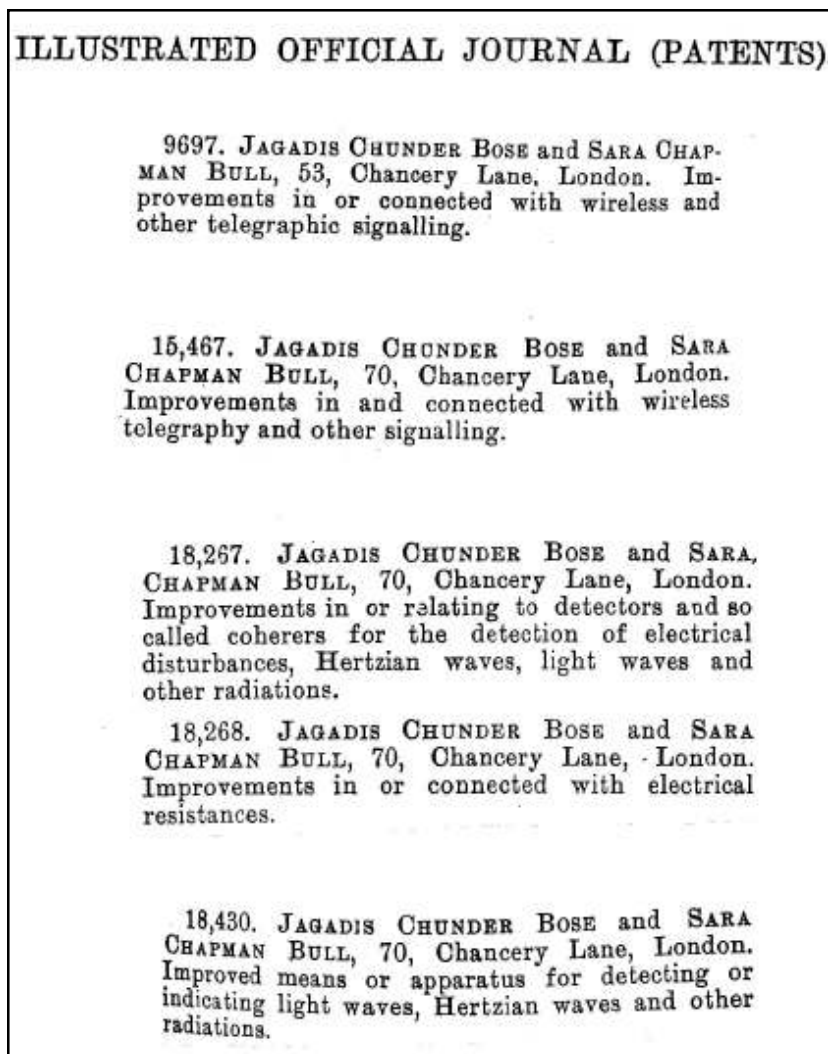 ILLUSTRATED OFFICIAL JOURNAL (PATENTS)
9697. JAGADIS CHUNDER BOSE and SARA CHAP-
MAN BULL, 53, Chancery Lane, London. Im-
provements in or connected with wireless and
other telegraphic signalling.
15,467. JAGADIS CHUNDER BOSE and SARA
CHAPMAN BULL, 70, Chancery Lane, London.
Improvements in and connected with wireless
telegraphy and other signalling.
18,267. JAGADIS CHUNDER BOSE and SARA,
CHAPMAN BULL, 70, Chancery Lane, London.
Improvements in or relating to detectors and so
called coherers for the detection of electrical
disturbances, Hertzian waves, light waves and
other radiations.
18,268. JAGADIS CHUNDER BOSE and SARA
CHAPMAN BULL, 70, Chancery Lane, - London.
Improvements in or connected with electrical
resistances.
18,430. JAGADIS CHUNDER BOSE and SARA
CHAPMAN BULL, 70, Chancery Lane, London.
Improved means or apparatus for detecting or
indicating light waves, Hertzian waves and other
radiations.